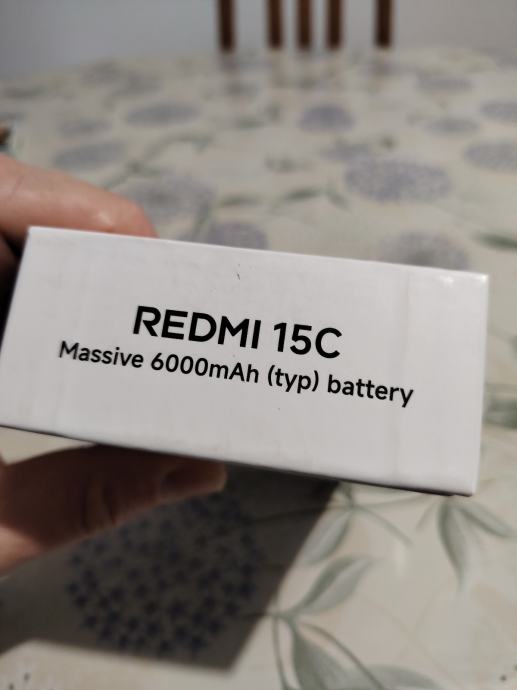 REDMI 15C
Massive 6000mAh (typ) battery